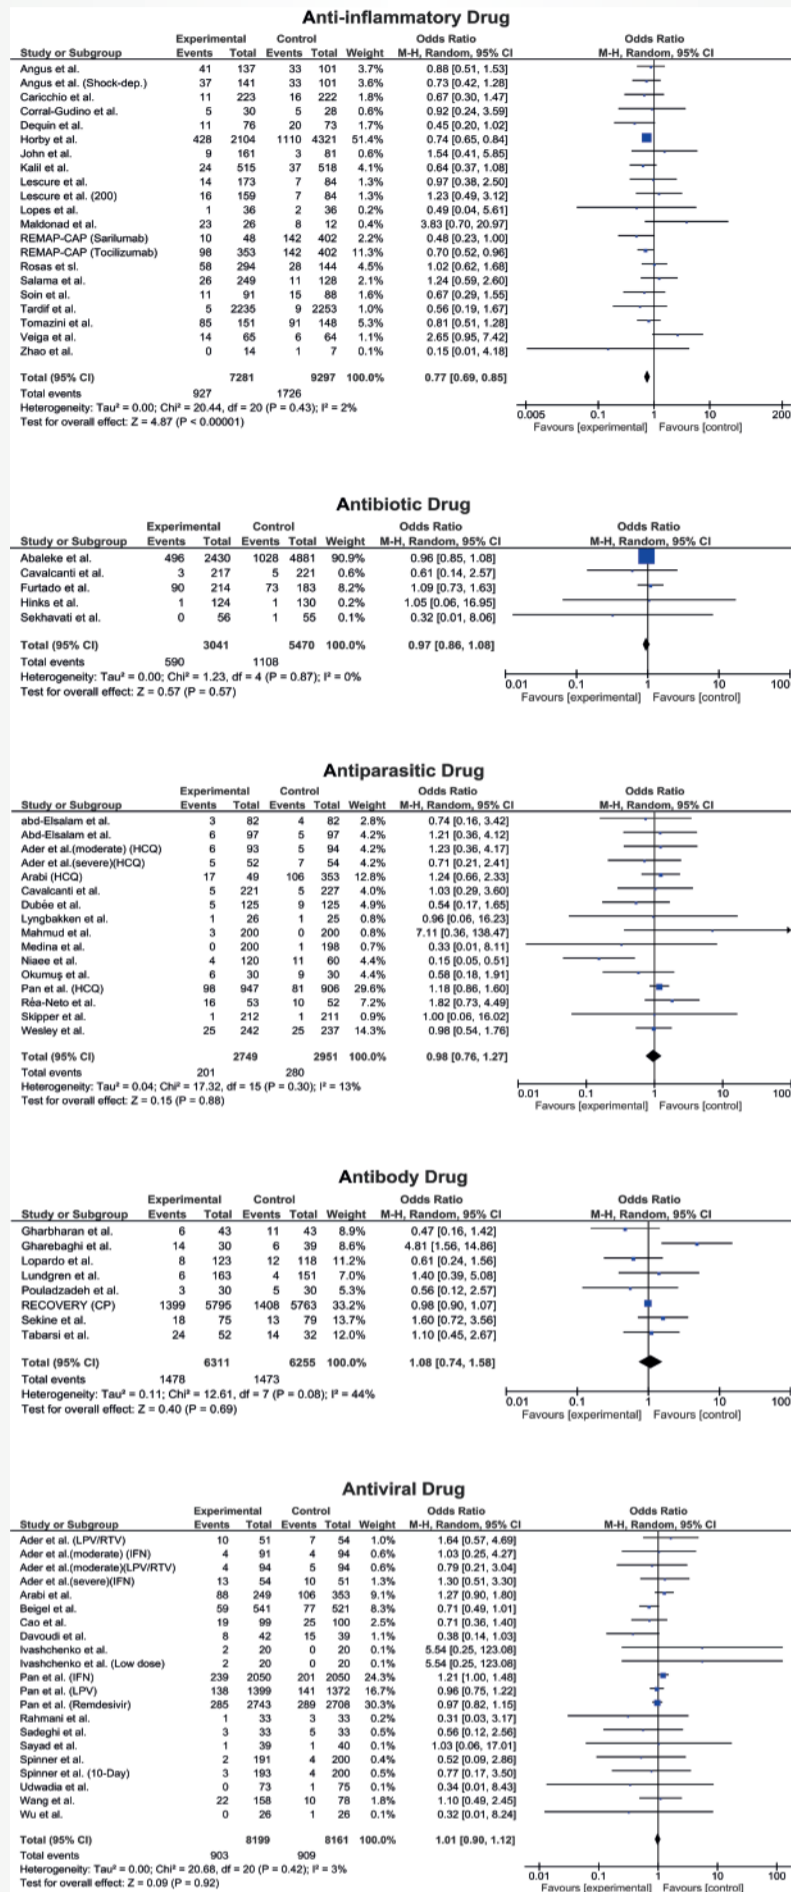 Anti-inflammatory Drug
Experimental Control Odds Ratio Odds Ratio
Study or Subgroup Events Total Events Total Weight M-H, Random, 95% CI M-H, Random, 95% CI
Angus et al. 41 137 33 101 3.7% 0.88 [0.51, 1.53]
Angus et al. (Shock-dep.) 37 141 33 101 3.6% 0.73 [0.42, 1.28]
Caricchio et al. 11 223 16 222 1.8% 0.67 [0.30, 1.47]
Corral-Gudino et al. 5 30 5 28 0.6% 0.92 [0.24, 3.59]
Dequin et al. 11 76 20 73 1.7% 0.45 [0.20, 1.02]
Horby et al. 428 2104 1110 4321 51.4% 0.74 [0.65, 0.84]
John et al. 9 161 3 81 0.6% 1.54 [0.41, 5.85]
Kalil et al. 24 515 37 518 4.1% 0.64 [0.37, 1.08]
Lescure et al. 14 173 7 84 1.3% 0.97 [0.38, 2.50]
Lescure et al. (200) 16 159 7 84 1.3% 1.23 [0.49, 3.12]
Lopes et al. 1 36 2 36 0.2% 0.49 [0.04, 5.61]
Maldonad et al. 23 26 8 12 0.4% 3.83 [0.70, 20.97]
REMAP-CAP (Sarilumab) 10 48 142 402 2.2% 0.48 [0.23, 1.00]
REMAP-CAP (Tocilizumab) 98 353 142 402 11.3% 0.70 [0.52, 0.96]
Rosas et sl. 58 294 28 144 4.5% 1.02 [0.62, 1.68]
Salama et al. 26 249 11 128 1.9% 1.24 [0.59, 2.60]
Soin et al. 11 91 15 88 1.6% 0.67 [0.29, 1.55]
Tardif et al. 5 2235 9 2253 0.9% 0.56 [0.19, 1.67]
Tomazini et al. 85 151 91 148 5.3% 0.81 [0.51, 1.28]
Veiga et al. 14 65 6 64 1.1% 2.65 [0.95, 7.42]
Zhao et al. 0 14 1 7 0.1% 0.15 [0.01, 4.18]
Total (95% CI) 7281 9297 100.0% 0.77 [0.69, 0.85]
Total events 927 1726
Heterogeneity: Tau² = 0.00; Chi² = 20.44, df = 20 (P = 0.43); I² = 2%
Test for overall effect: Z = 4.87 (P < 0.00001)
0.005 0.1 1 10 200
Favours [experimental] Favours [control]
Antibiotic Drug
Experimental Control Odds Ratio Odds Ratio
Study or Subgroup Events Total Events Total Weight M-H, Random, 95% CI M-H, Random, 95% CI
Abaleke et al. 496 2430 1028 4881 90.9% 0.96 [0.85, 1.08]
Cavalcanti et al. 3 217 5 221 0.6% 0.61 [0.14, 2.57]
Furtado et al. 90 214 73 183 8.2% 1.09 [0.73, 1.63]
Hinks et al. 1 124 1 130 0.2% 1.05 [0.06, 16.95]
Sekhavati et al. 0 56 1 55 0.1% 0.32 [0.01, 8.06]
Total (95% CI) 3041 5470 100.0% 0.97 [0.86, 1.08]
Total events 590 1108
Heterogeneity: Tau² = 0.00; Chi² = 1.23, df = 4 (P = 0.87); I² = 0%
Test for overall effect: Z = 0.57 (P = 0.57)
0.01 0.1 1 10 100
Favours [experimental] Favours [control]
Antiparasitic Drug
Experimental Control Odds Ratio Odds Ratio
Study or Subgroup Events Total Events Total Weight M-H, Random, 95% CI M-H, Random, 95% CI
abd-Elsalam et al. 3 82 4 82 2.8% 0.74 [0.16, 3.42]
Abd-Elsalam et al. 6 97 5 97 4.2% 1.21 [0.36, 4.12]
Ader et al.(moderate) (HCQ) 6 93 5 94 4.2% 1.23 [0.36, 4.17]
Ader et al.(severe)(HCQ) 5 52 7 54 4.2% 0.71 [0.21, 2.41]
Arabi (HCQ) 17 49 106 353 12.8% 1.24 [0.66, 2.33]
Cavalcanti et al. 5 221 5 227 4.0% 1.03 [0.29, 3.60]
Dubée et al. 5 125 9 125 4.9% 0.54 [0.17, 1.65]
Lyngbakken et al. 1 26 1 25 0.8% 0.96 [0.06, 16.23]
Mahmud et al. 3 200 0 200 0.8% 7.11 [0.36, 138.47]
Medina et al. 0 200 1 198 0.7% 0.33 [0.01, 8.11]
Niaee et al. 4 120 11 60 4.4% 0.15 [0.05, 0.51]
Okumuş et al. 6 30 9 30 4.4% 0.58 [0.18, 1.91]
Pan et al. (HCQ) 98 947 81 906 29.6% 1.18 [0.86, 1.60]
Réa-Neto et al. 16 53 10 52 7.2% 1.82 [0.73, 4.49]
Skipper et al. 1 212 1 211 0.9% 1.00 [0.06, 16.02]
Wesley et al. 25 242 25 237 14.3% 0.98 [0.54, 1.76]
Total (95% CI) 2749 2951 100.0% 0.98 [0.76, 1.27]
Total events 201 280
Heterogeneity: Tau² = 0.04; Chi² = 17.32, df = 15 (P = 0.30); I² = 13%
Test for overall effect: Z = 0.15 (P = 0.88)
0.01 0.1 1 10 100
Favours [experimental] Favours [control]
Antibody Drug
Experimental Control Odds Ratio Odds Ratio
Study or Subgroup Events Total Events Total Weight M-H, Random, 95% CI M-H, Random, 95% CI
Gharbharan et al. 6 43 11 43 8.9% 0.47 [0.16, 1.42]
Gharebaghi et al. 14 30 6 39 8.6% 4.81 [1.56, 14.86]
Lopardo et al. 8 123 12 118 11.2% 0.61 [0.24, 1.56]
Lundgren et al. 6 163 4 151 7.0% 1.40 [0.39, 5.08]
Pouladzadeh et al. 3 30 5 30 5.3% 0.56 [0.12, 2.57]
RECOVERY (CP) 1399 5795 1408 5763 33.2% 0.98 [0.90, 1.07]
Sekine et al. 18 75 13 79 13.7% 1.60 [0.72, 3.56]
Tabarsi et al. 24 52 14 32 12.0% 1.10 [0.45, 2.67]
Total (95% CI) 6311 6255 100.0% 1.08 [0.74, 1.58]
Total events 1478 1473
Heterogeneity: Tau² = 0.11; Chi² = 12.61, df = 7 (P = 0.08); I² = 44%
Test for overall effect: Z = 0.40 (P = 0.69)
0.01 0.1 1 10 100
Favours [experimental] Favours [control]
Antiviral Drug
Experimental Control Odds Ratio Odds Ratio
Study or Subgroup Events Total Events Total Weight M-H, Random, 95% CI M-H, Random, 95% CI
Ader et al. (LPV/RTV) 10 51 7 54 1.0% 1.64 [0.57, 4.69]
Ader et al.(moderate) (IFN) 4 91 4 94 0.6% 1.03 [0.25, 4.27]
Ader et al.(moderate)(LPV/RTV) 4 94 5 94 0.6% 0.79 [0.21, 3.04]
Ader et al.(severe)(IFN) 13 54 10 51 1.3% 1.30 [0.51, 3.30]
Arabi et al. 88 249 106 353 9.1% 1.27 [0.90, 1.80]
Beigel et al. 59 541 77 521 8.3% 0.71 [0.49, 1.01]
Cao et al. 19 99 25 100 2.2% 0.71 [0.36, 1.40]
Davoudi et al. 8 42 15 39 1.1% 0.38 [0.14, 1.03]
Ivashchenko et al. 2 20 0 20 0.1% 5.54 [0.25, 123.08]
Ivashchenko et al. (Low dose) 2 20 0 20 0.1% 5.54 [0.25, 123.08]
Pan et al. (IFN) 239 2050 201 2050 24.3% 1.21 [1.00, 1.48]
Pan et al. (LPV) 138 1399 141 1372 16.7% 0.96 [0.75, 1.22]
Pan et al. (Remdesivir) 285 2743 289 2708 30.3% 0.97 [0.82, 1.15]
Rahmani et al. 1 33 3 33 0.2% 0.31 [0.03, 3.17]
Sadeghi et al. 3 33 5 33 0.5% 0.56 [0.12, 2.56]
Sayad et al. 1 39 1 40 0.1% 1.03 [0.06, 17.01]
Spinner et al. 2 191 4 200 0.4% 0.52 [0.09, 2.86]
Spinner et al. (10-Day) 3 193 4 200 0.5% 0.77 [0.17, 3.50]
Udwadia et al. 0 73 1 75 0.1% 0.34 [0.01, 8.43]
Wang et al. 22 158 10 78 1.8% 1.10 [0.49, 2.45]
Wu et al. 0 26 1 26 0.1% 0.32 [0.01, 8.24]
Total (95% CI) 8199 8161 100.0% 1.01 [0.90, 1.12]
Total events 903 909
Heterogeneity: Tau² = 0.00; Chi² = 20.68, df = 20 (P = 0.42); I² = 3%
Test for overall effect: Z = 0.09 (P = 0.92)
0.01 0.1 1 10 100
Favours [experimental] Favours [control]